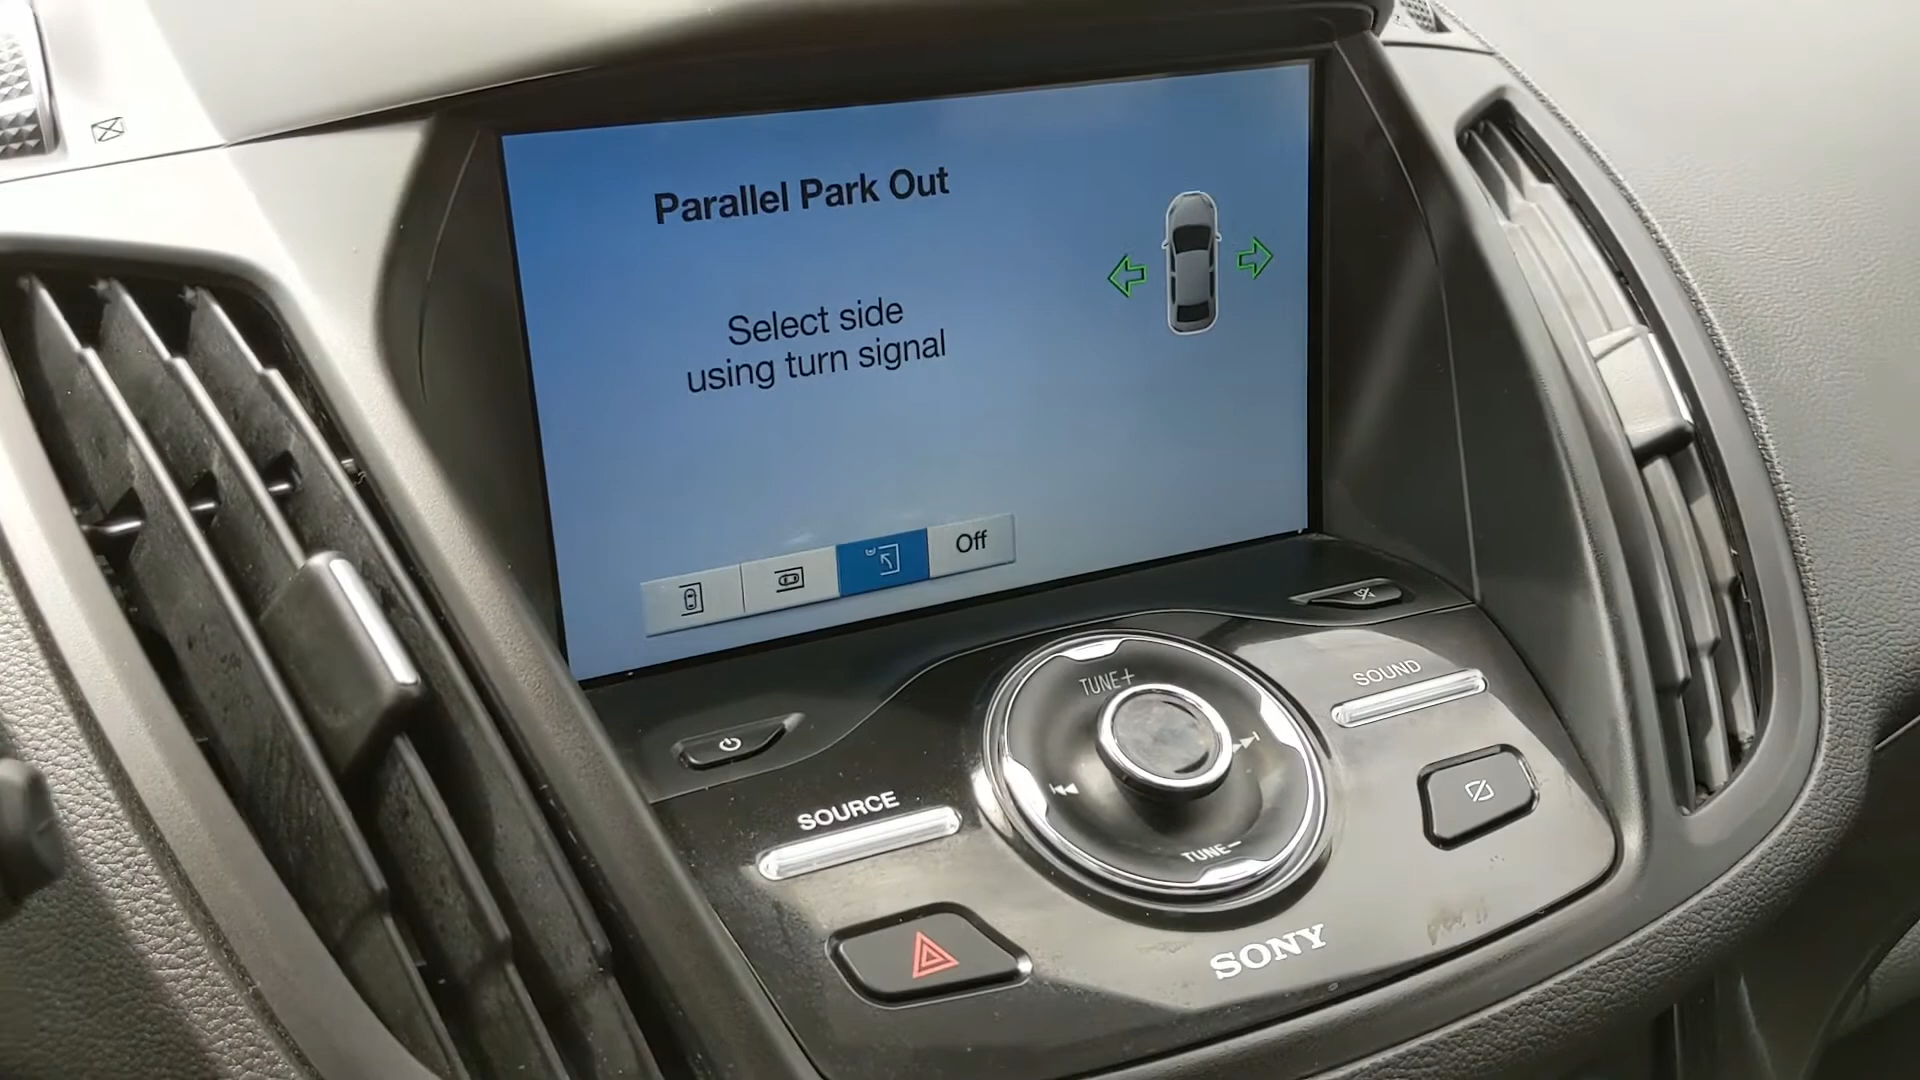 Parallel Park Out
Select side
using turn signal
Off
TUNE+
SOUND
SOURCE
TUNE−
SONY